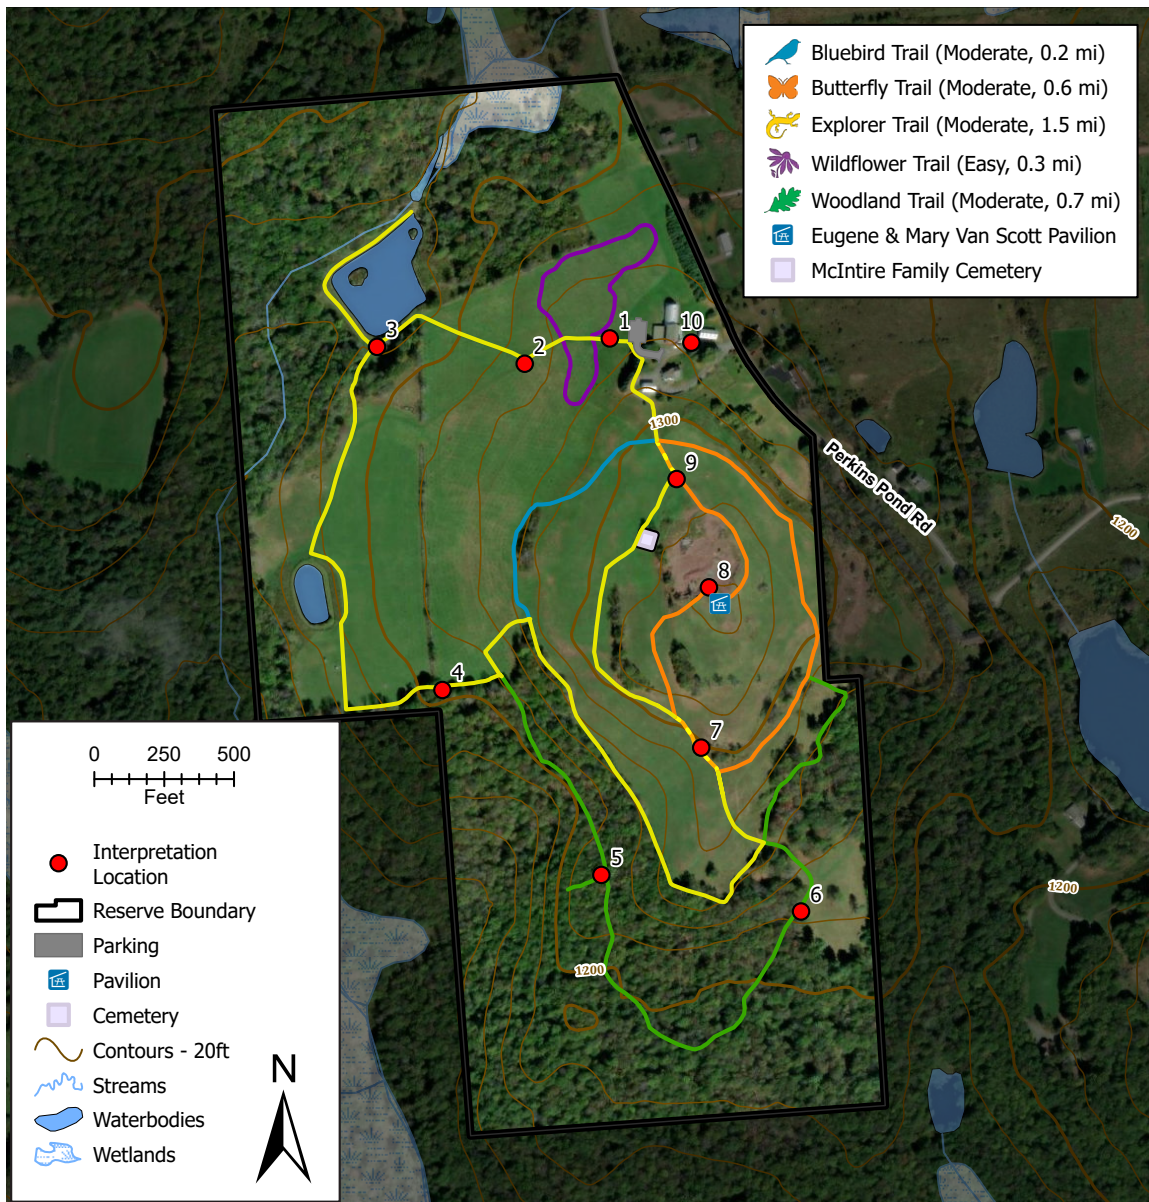 Bluebird Trail (Moderate, 0.2 mi)
Butterfly Trail (Moderate, 0.6 mi)
Explorer Trail (Moderate, 1.5 mi)
Wildflower Trail (Easy, 0.3 mi)
Woodland Trail (Moderate, 0.7 mi)
Eugene & Mary Van Scott Pavilion
McIntire Family Cemetery
1
10
3
2
1300
9
Perkins Pond Rd
1200
8
4
7
5
6
1200
1200
0 250 500
Feet
Interpretation
Location
Reserve Boundary
Parking
Pavilion
Cemetery
Contours - 20ft
Streams
Waterbodies
Wetlands
N